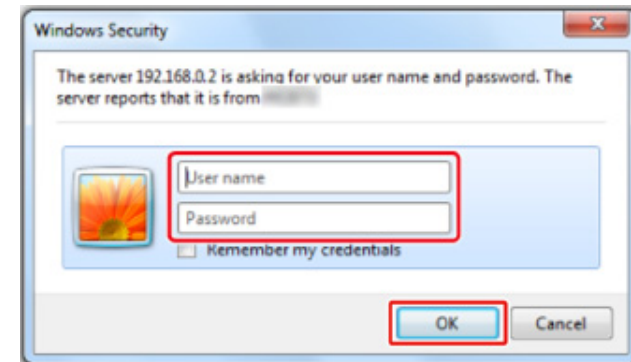 Windows Security
The server 192.168.0.2 is asking for your user name and password. The
server reports that it is from
User name
Password
Remember my credentials
OK
Cancel